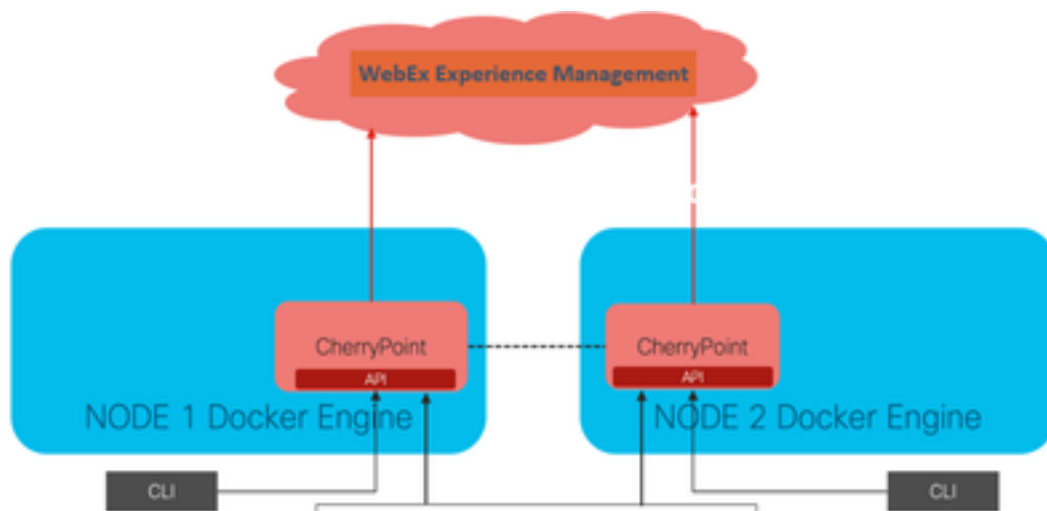 WebEx Experience Management
CherryPoint
API
NODE 1 Docker Engine
CherryPoint
API
NODE 2 Docker Engine
CLI
CLI